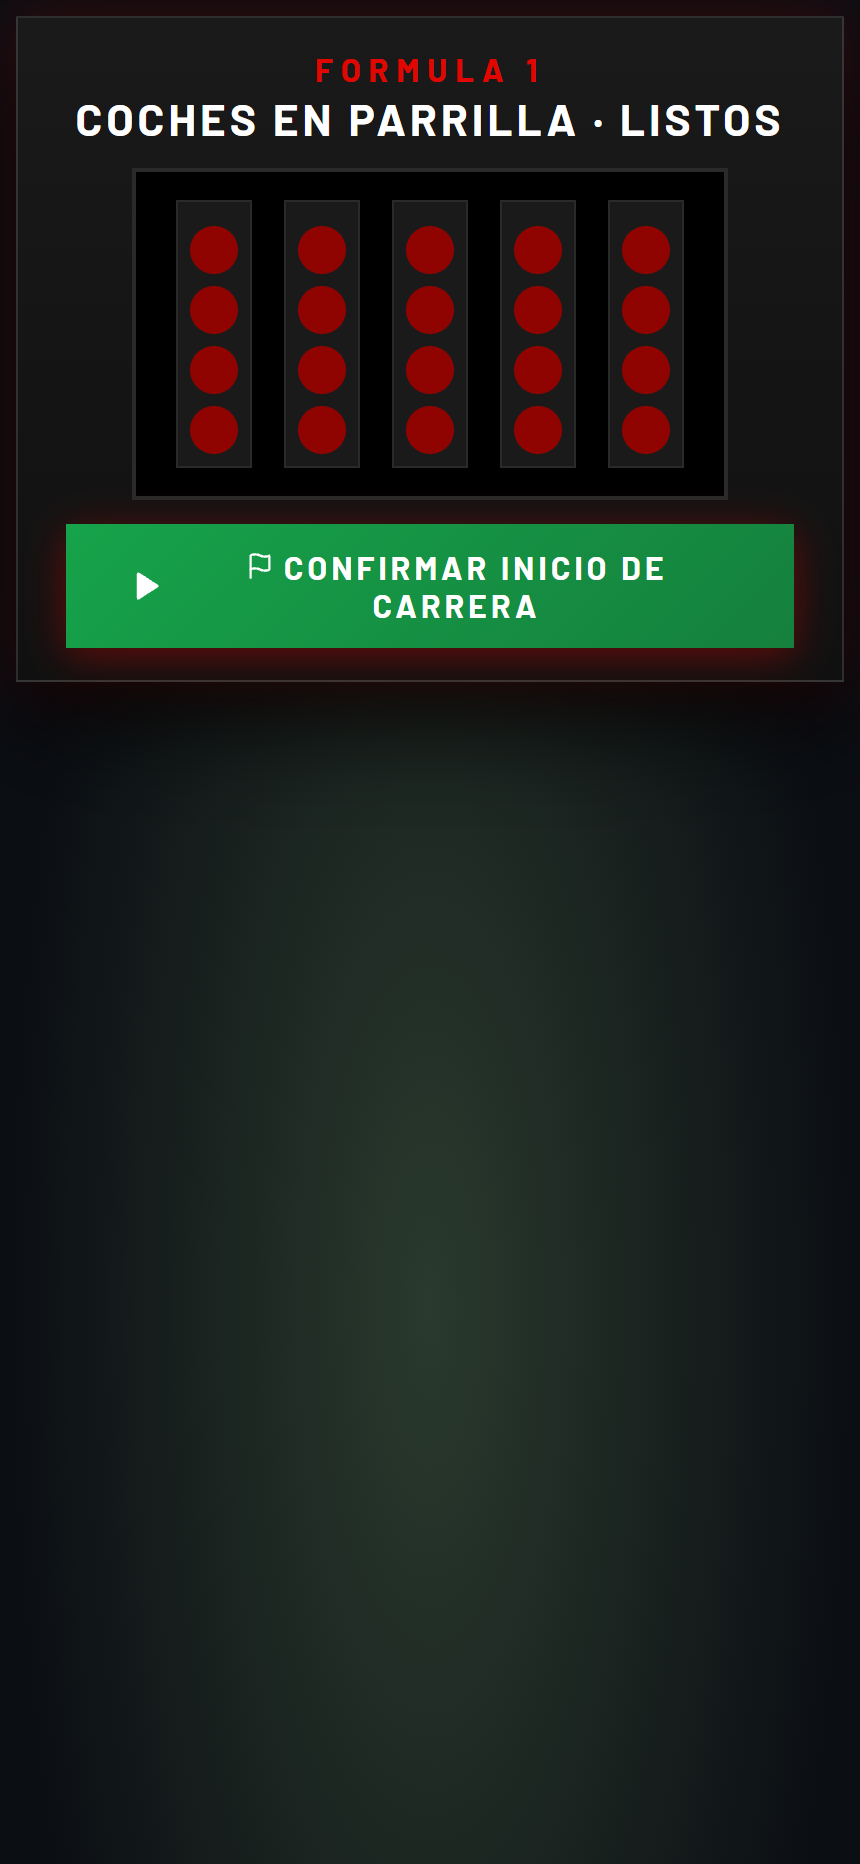 FORMULA 1
COCHES EN PARRILLA · LISTOS
CONFIRMAR INICIO DE
CARRERA